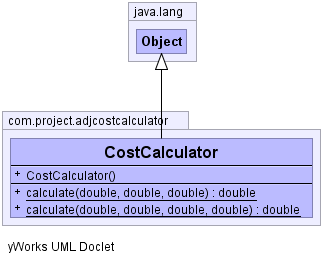 java.lang
Object
com.project.adjcostcalculator
CostCalculator
+ CostCalculator()
+ calculate(double, double, double) : double
+ calculate(double, double, double, double) : double
yWorks UML Doclet